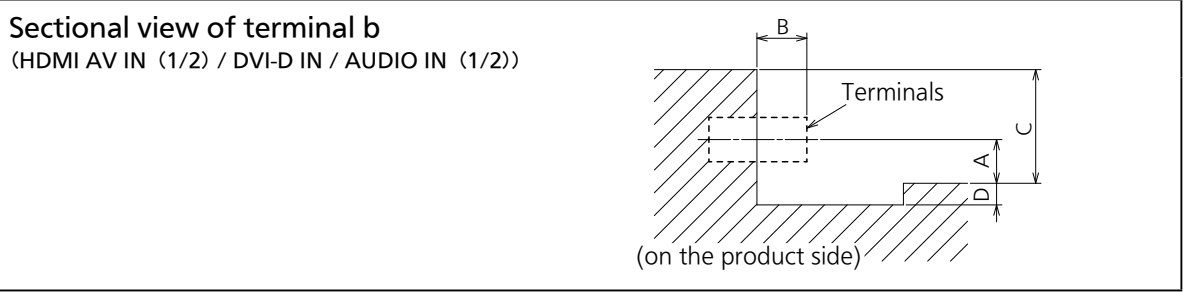 Sectional view of terminal b
(HDMI AV IN (1/2) / DVI-D IN / AUDIO IN (1/2))
B
Terminals
C
A
D
(on the product side)